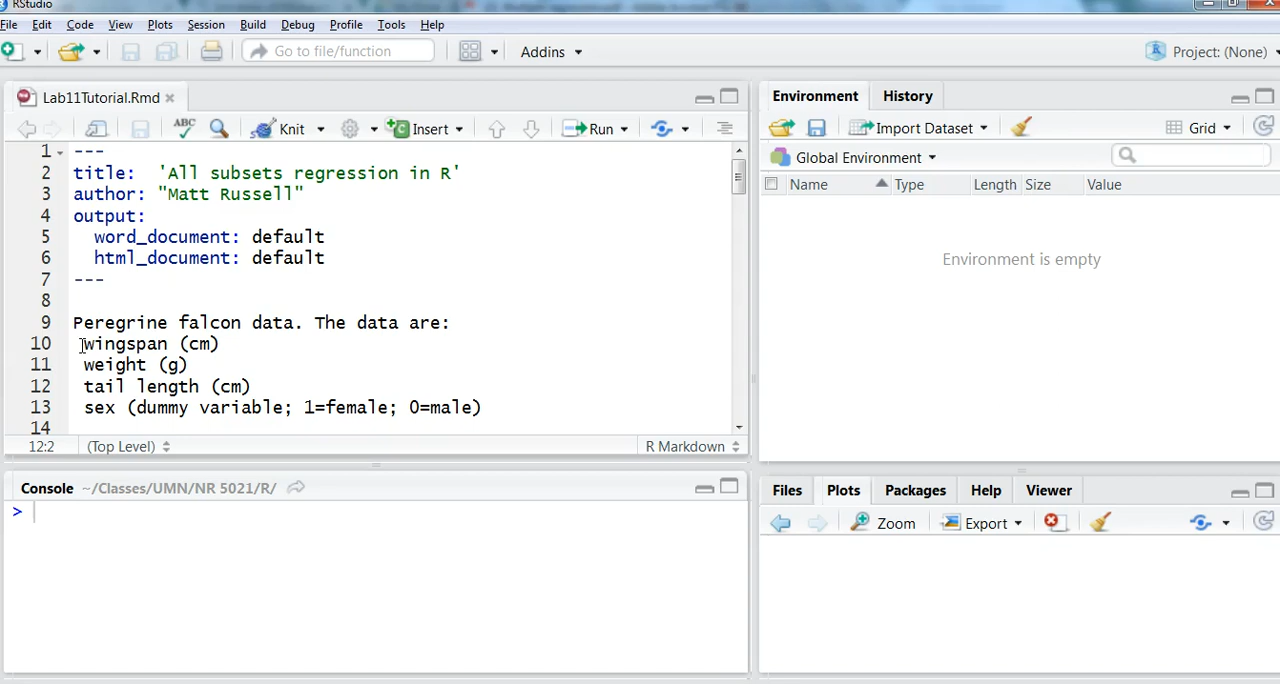 RStudio
File Edit Code View Plots Session Build Debug Profile Tools Help
Go to file/function Addins Project: (None)
Lab11Tutorial.Rmd
ABC Knit Insert Run
1 ---
2 title: 'All subsets regression in R'
3 author: "Matt Russell"
4 output:
5 word_document: default
6 html_document: default
7 ---
8
9 Peregrine falcon data. The data are:
10 wingspan (cm)
11 weight (g)
12 tail length (cm)
13 sex (dummy variable; 1=female; 0=male)
14
12:2 (Top Level) R Markdown
Console ~/Classes/UMN/NR 5021/R/
>
Environment History
Import Dataset Grid
Global Environment
Name Type Length Size Value
Environment is empty
Files Plots Packages Help Viewer
Zoom Export